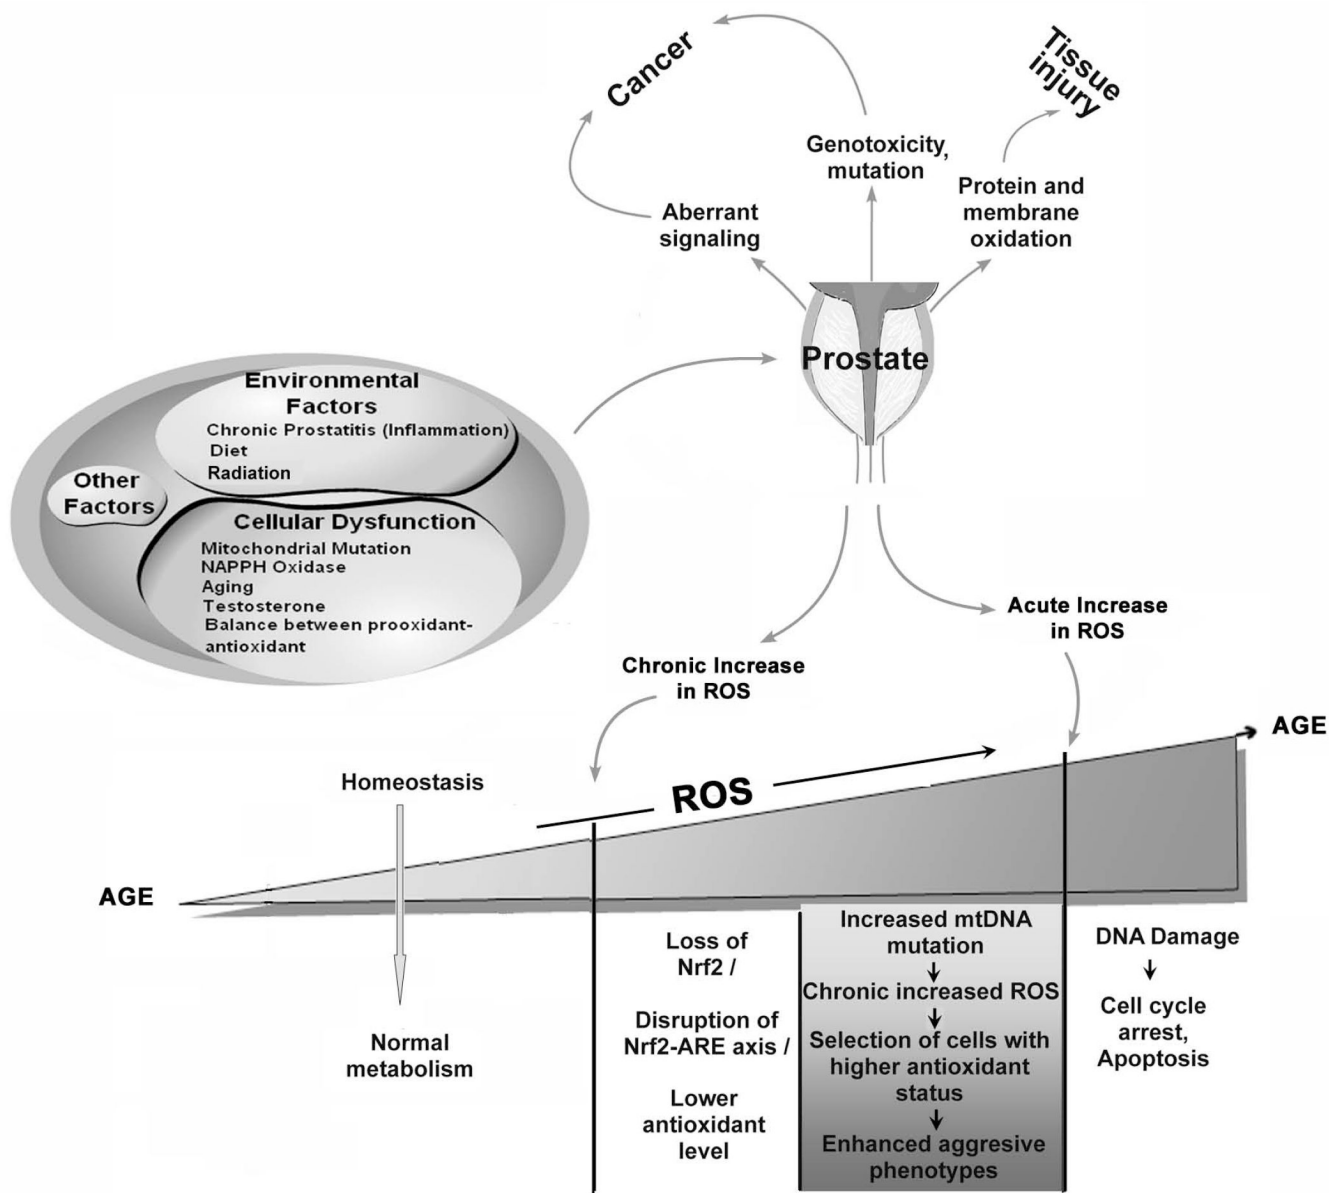 Cancer
Tissue
injury
Genotoxicity,
mutation
Protein and
membrane
oxidation
Aberrant
signaling
Prostate
Environmental
Factors
Chronic Prostatitis (Inflammation)
Diet
Radiation
Other
Factors
Cellular Dysfunction
Mitochondrial Mutation
NAPPH Oxidase
Aging
Testosterone
Balance between prooxidant-
antioxidant
Chronic Increase
in ROS
Acute Increase
in ROS
AGE
ROS
Homeostasis
AGE
Normal
metabolism
Loss of
Nrf2 /
Disruption of
Nrf2-ARE axis /
Lower
antioxidant
level
Increased mtDNA
mutation
Chronic increased ROS
Selection of cells with
higher antioxidant
status
Enhanced aggresive
phenotypes
DNA Damage
Cell cycle
arrest,
Apoptosis